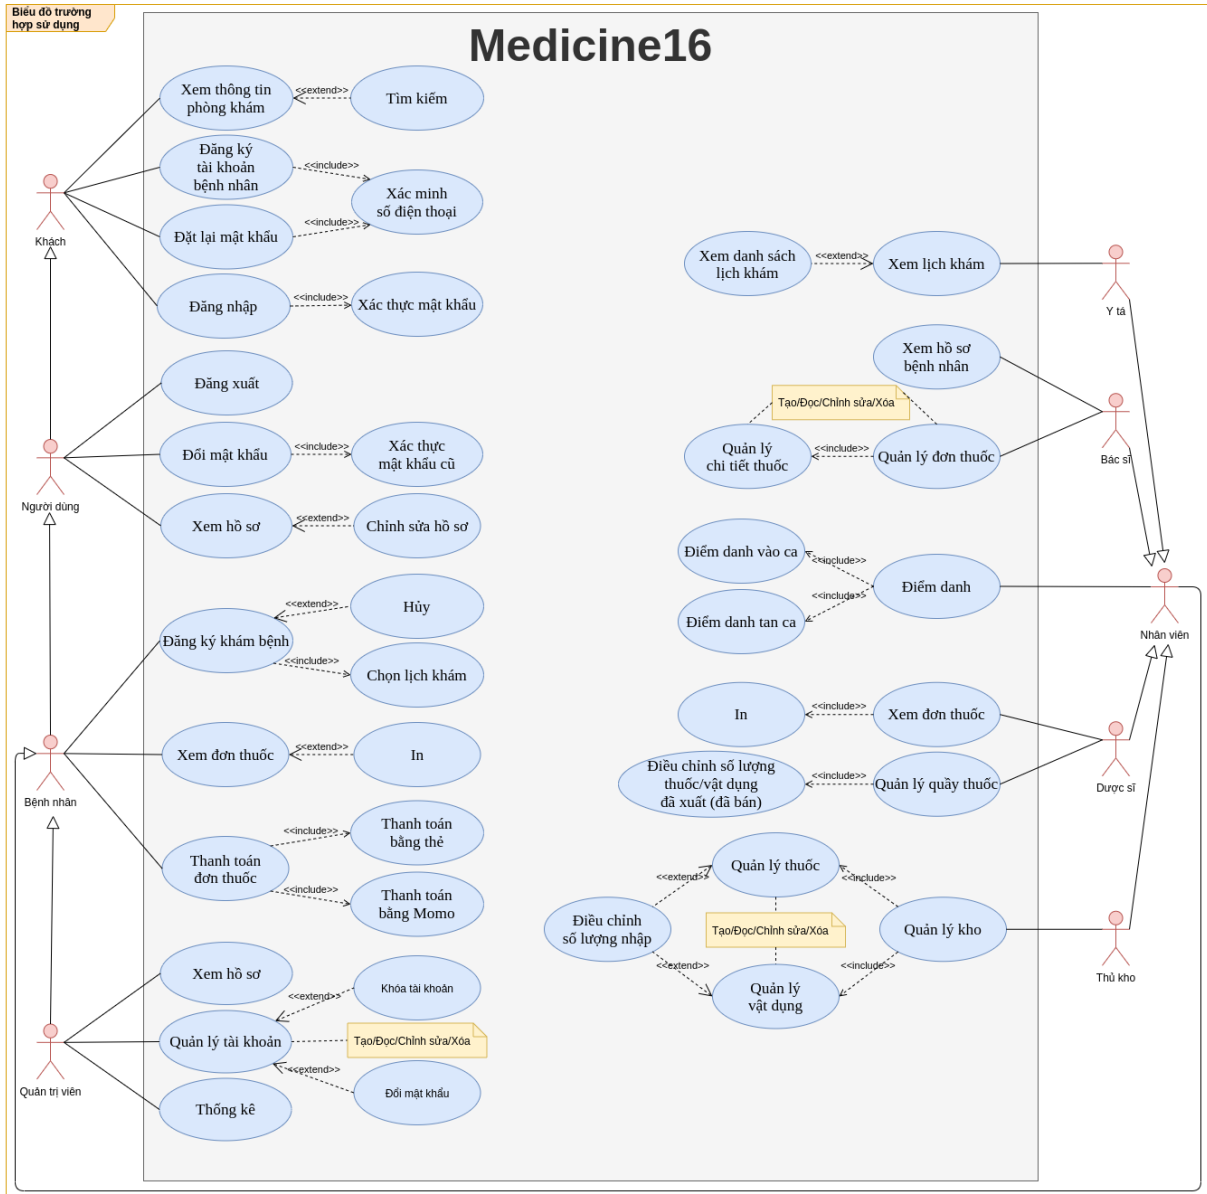 Biểu đồ trường
hợp sử dụng
Medicine16
Xem thông tin
phòng khám
<<extend>>
Tìm kiếm
Đăng ký
tài khoản
bệnh nhân
<<include>>
Xác minh
số điện thoại
Đặt lại mật khẩu
<<include>>
Khách
Đăng nhập
<<include>>
Xác thực mật khẩu
Đăng xuất
Đổi mật khẩu
<<include>>
Xác thực
mật khẩu cũ
Người dùng
Xem hồ sơ
<<extend>>
Chỉnh sửa hồ sơ
<<extend>>
Hủy
Đăng ký khám bệnh
<<include>>
Chọn lịch khám
Xem đơn thuốc
<<extend>>
In
Bệnh nhân
Thanh toán
đơn thuốc
<<include>>
Thanh toán
bằng thẻ
<<include>>
Thanh toán
bằng Momo
Xem hồ sơ
<<extend>>
Khóa tài khoản
Quản lý tài khoản
Tạo/Đọc/Chỉnh sửa/Xóa
<<extend>>
Đổi mật khẩu
Quản trị viên
Thống kê
Xem danh sách
lịch khám
<<extend>>
Xem lịch khám
Y tá
Xem hồ sơ
bệnh nhân
Tạo/Đọc/Chỉnh sửa/Xóa
Quản lý
chi tiết thuốc
<<include>>
Quản lý đơn thuốc
Bác sĩ
Điểm danh vào ca
<<include>>
Điểm danh
<<include>>
Điểm danh tan ca
Nhân viên
In
<<include>>
Xem đơn thuốc
Điều chỉnh số lượng
thuốc/vật dụng
đã xuất (đã bán)
<<include>>
Quản lý quầy thuốc
Dược sĩ
Quản lý thuốc
<<extend>>
<<include>>
Điều chỉnh
số lượng nhập
Tạo/Đọc/Chỉnh sửa/Xóa
Quản lý kho
<<extend>>
<<include>>
Quản lý
vật dụng
Thủ kho